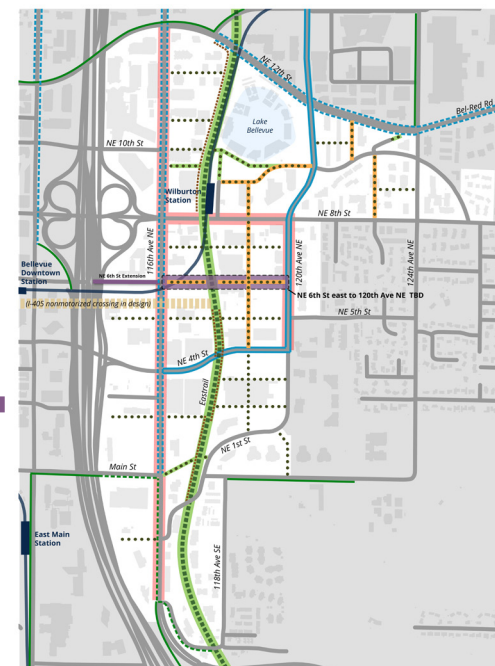 NE 12th St
Bel-Red Rd
Lake
Bellevue
NE 10th St
Wilburton
Station
NE 8th St
116th Ave NE
120th Ave NE
124th Ave NE
Bellevue
Downtown
Station
NE 6th St Extension
(I-405 nonmotorized crossing in design)
NE 6th St east to 120th Ave NE TBD
NE 5th St
NE 4th St
Eastrail
NE 1st St
Main St
East Main
Station
118th Ave SE